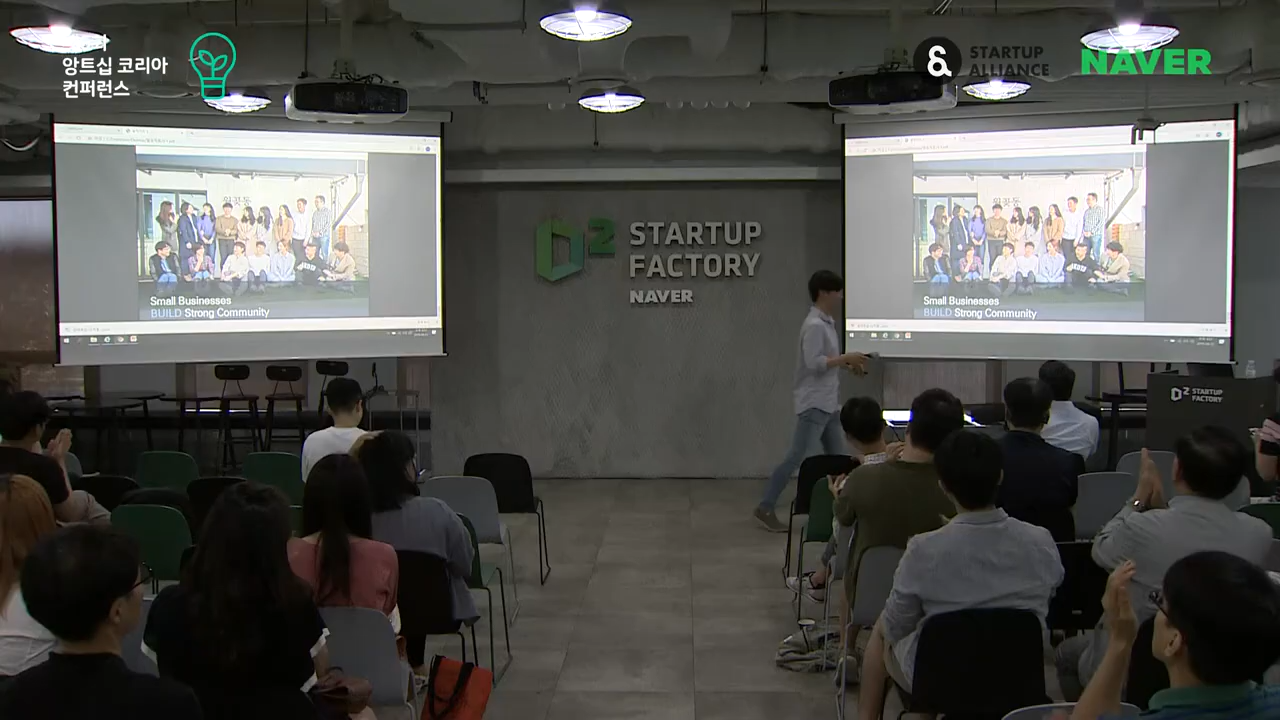 앙트십 코리아
컨퍼런스
&
STARTUP
ALLIANCE
NAVER
Small Businesses
BUILD Strong Community
D2 STARTUP
FACTORY
NAVER
Small Businesses
BUILD Strong Community
D2 STARTUP
FACTORY